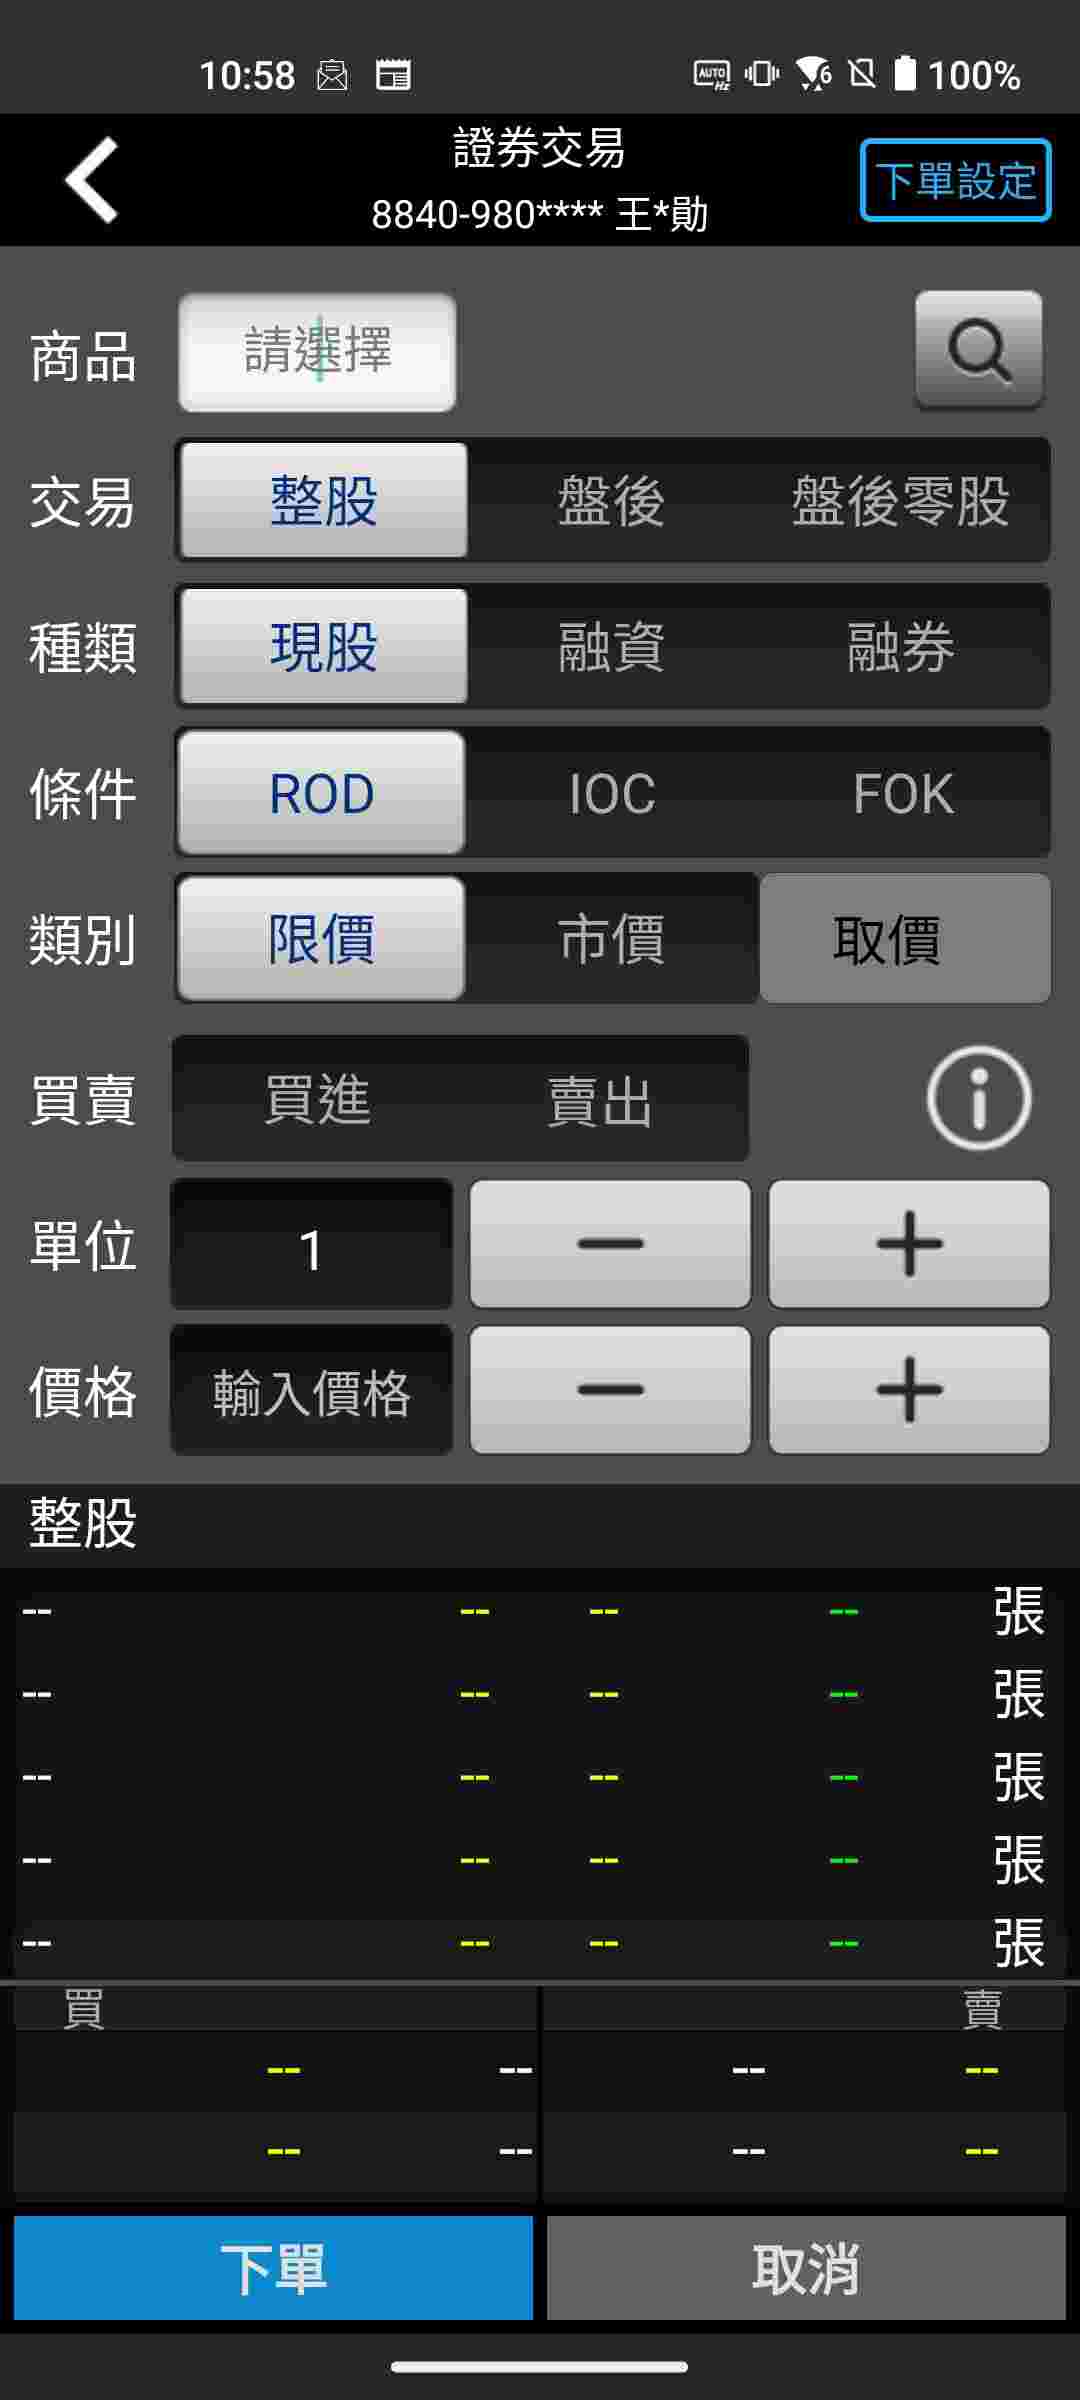 10:58 AUTO Hz 6 100%
證券交易
8840-980**** 王*勛
下單設定
商品 請選擇
交易 整股 盤後 盤後零股
種類 現股 融資 融券
條件 ROD IOC FOK
類別 限價 市價 取價
買賣 買進 賣出
單位 1 — +
價格 輸入價格 — +
整股
-- -- -- -- 張
-- -- -- -- 張
-- -- -- -- 張
-- -- -- -- 張
-- -- -- -- 張
買 賣
-- -- -- --
-- -- -- --
下單 取消